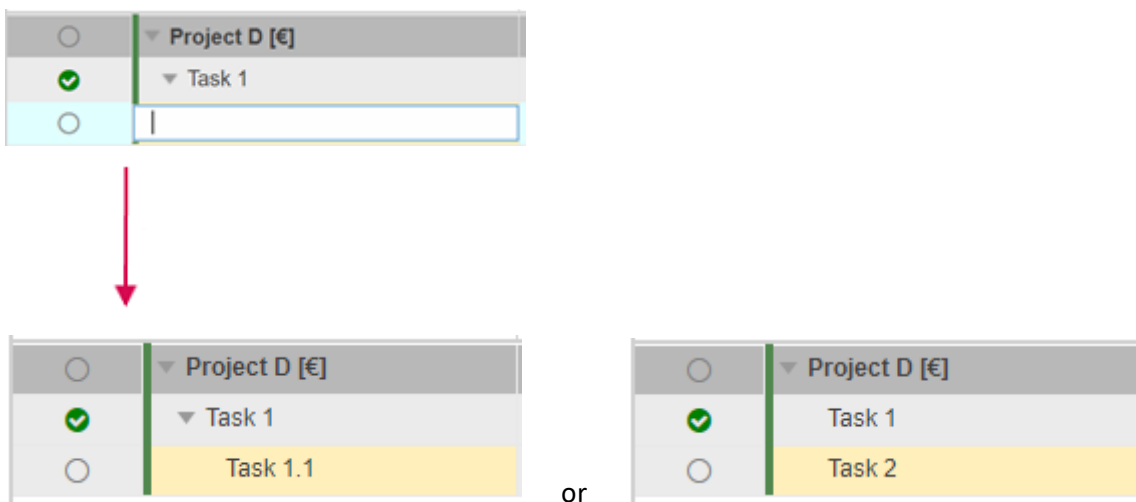 Project D [€]
Task 1
Project D [€]
Task 1
Task 1.1
or
Project D [€]
Task 1
Task 2